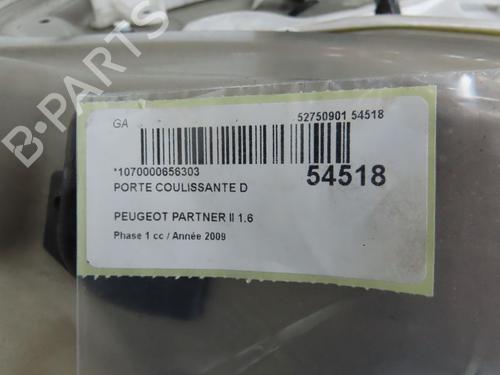 B-PARTS
GA
52750901 54518
*1070000656303
54518
PORTE COULISSANTE D
PEUGEOT PARTNER II 1.6
Phase 1 cc / Année 2009